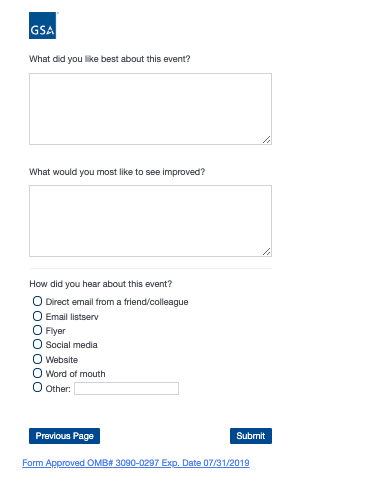 GSA
What did you like best about this event?
What would you most like to see improved?
How did you hear about this event?
Direct email from a friend/colleague
Email listserv
Flyer
Social media
Website
Word of mouth
Other:
Previous Page Submit
Form Approved OMB# 3090-0297 Exp. Date 07/31/2019